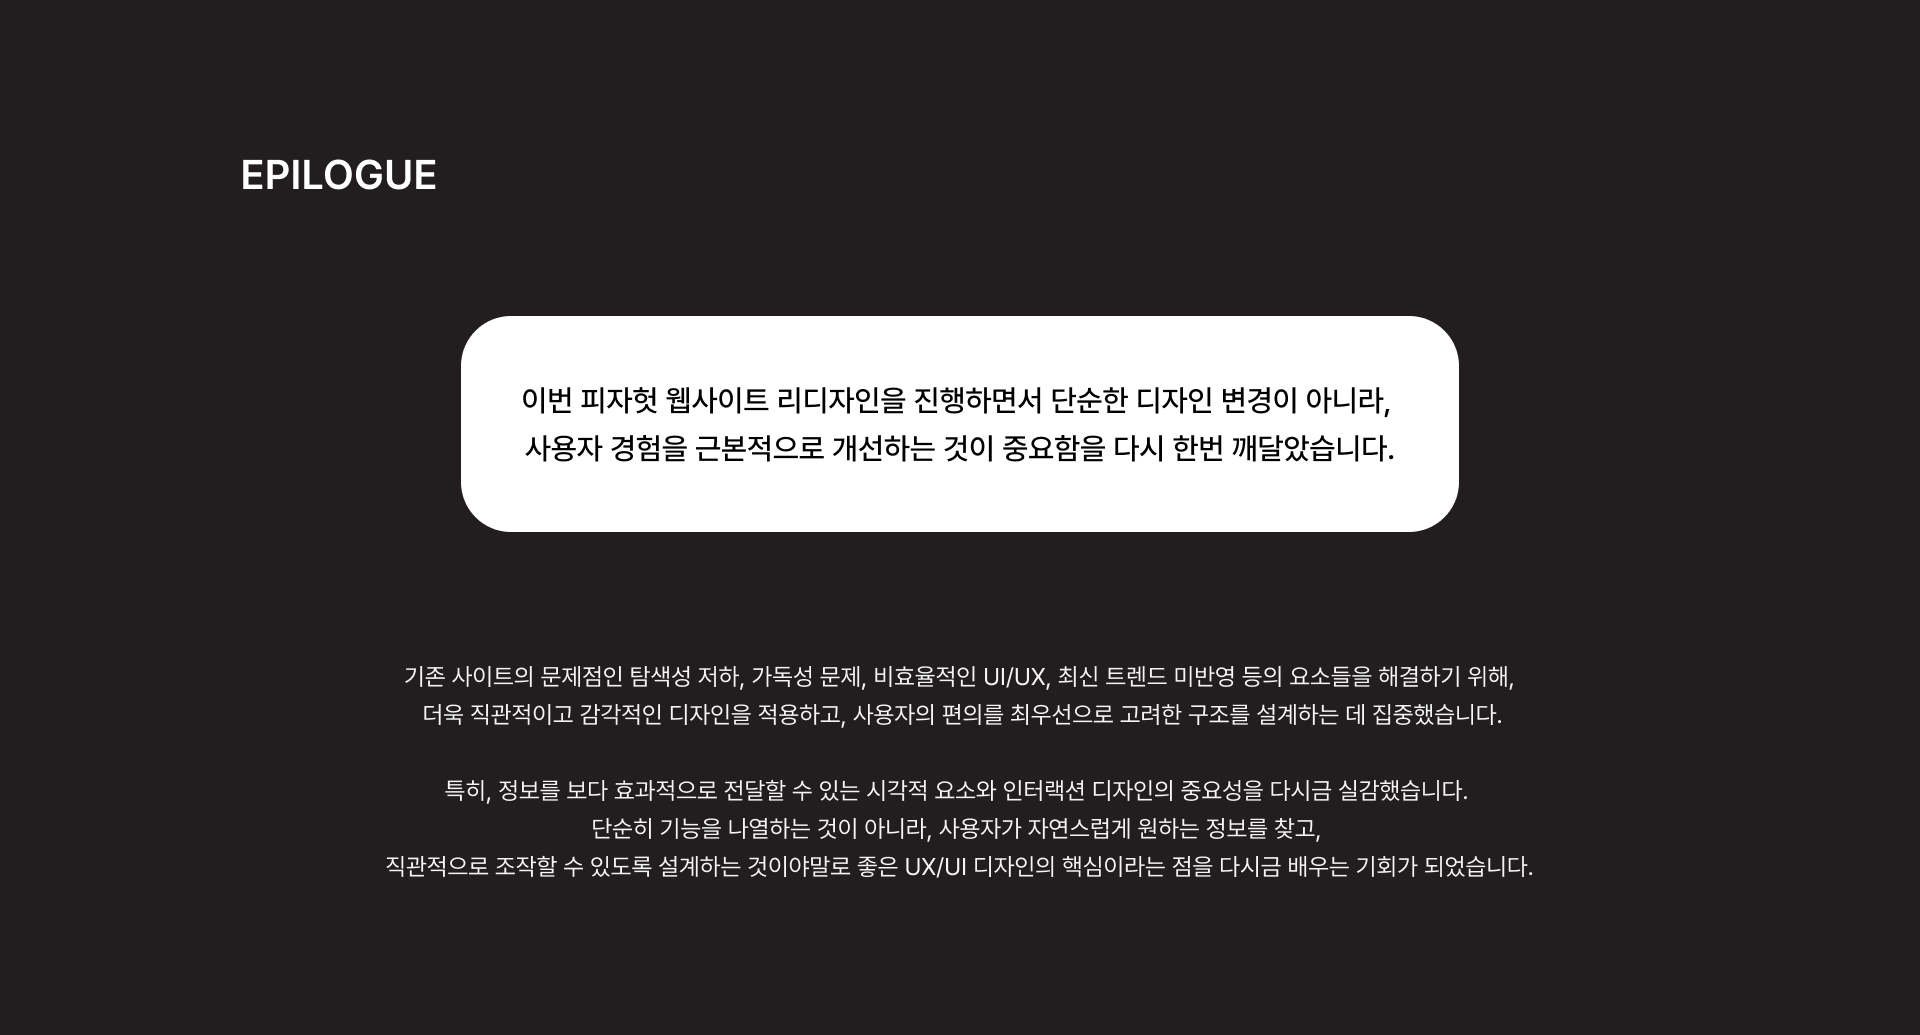 EPILOGUE
이번 피자헛 웹사이트 리디자인을 진행하면서 단순한 디자인 변경이 아니라,
사용자 경험을 근본적으로 개선하는 것이 중요함을 다시 한번 깨달았습니다.
기존 사이트의 문제점인 탐색성 저하, 가독성 문제, 비효율적인 UI/UX, 최신 트렌드 미반영 등의 요소들을 해결하기 위해,
더욱 직관적이고 감각적인 디자인을 적용하고, 사용자의 편의를 최우선으로 고려한 구조를 설계하는 데 집중했습니다.
특히, 정보를 보다 효과적으로 전달할 수 있는 시각적 요소와 인터랙션 디자인의 중요성을 다시금 실감했습니다.
단순히 기능을 나열하는 것이 아니라, 사용자가 자연스럽게 원하는 정보를 찾고,
직관적으로 조작할 수 있도록 설계하는 것이야말로 좋은 UX/UI 디자인의 핵심이라는 점을 다시금 배우는 기회가 되었습니다.